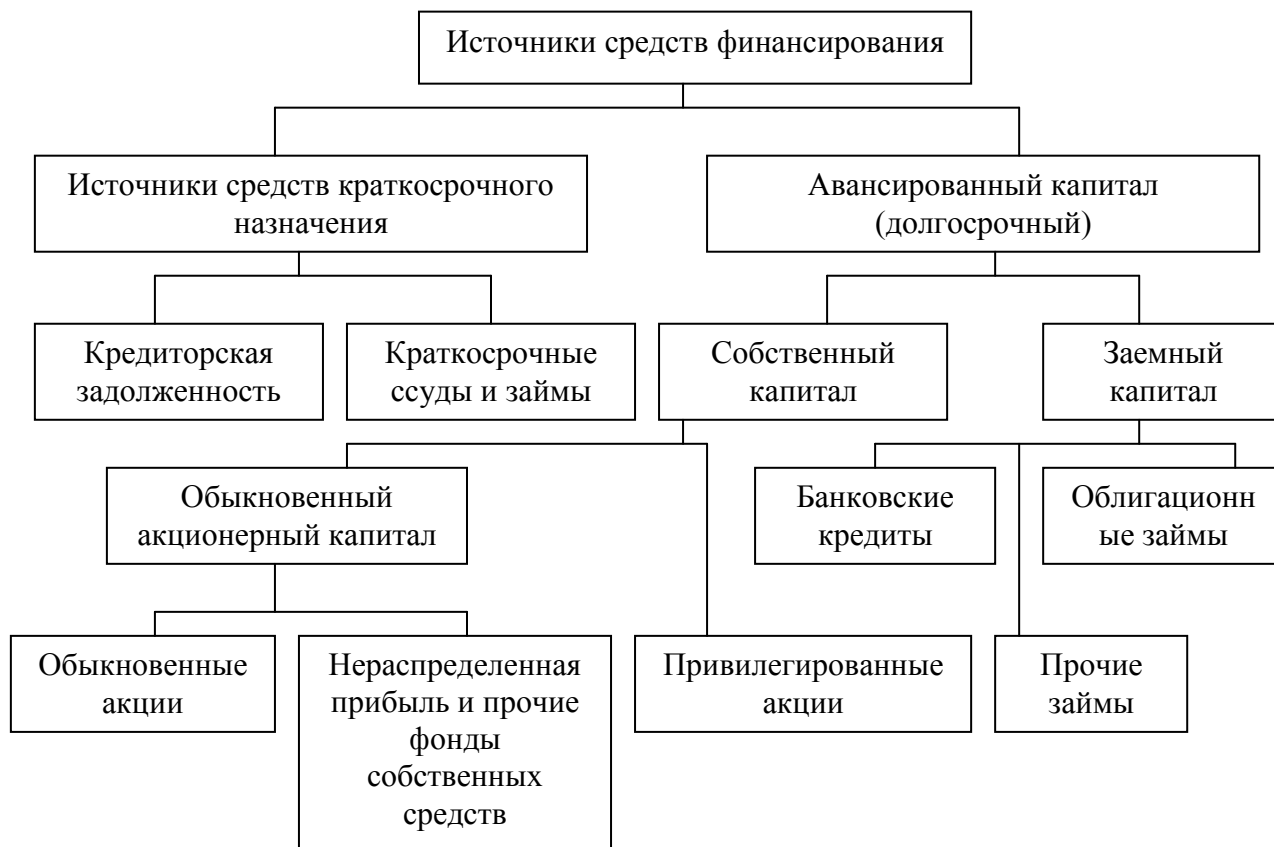 Источники средств финансирования
Источники средств краткосрочного
назначения
Авансированный капитал
(долгосрочный)
Кредиторская
задолженность
Краткосрочные
ссуды и займы
Собственный
капитал
Заемный
капитал
Обыкновенный
акционерный капитал
Банковские
кредиты
Облигационн
ые займы
Обыкновенные
акции
Нераспределенная
прибыль и прочие
фонды
собственных
средств
Привилегированные
акции
Прочие
займы